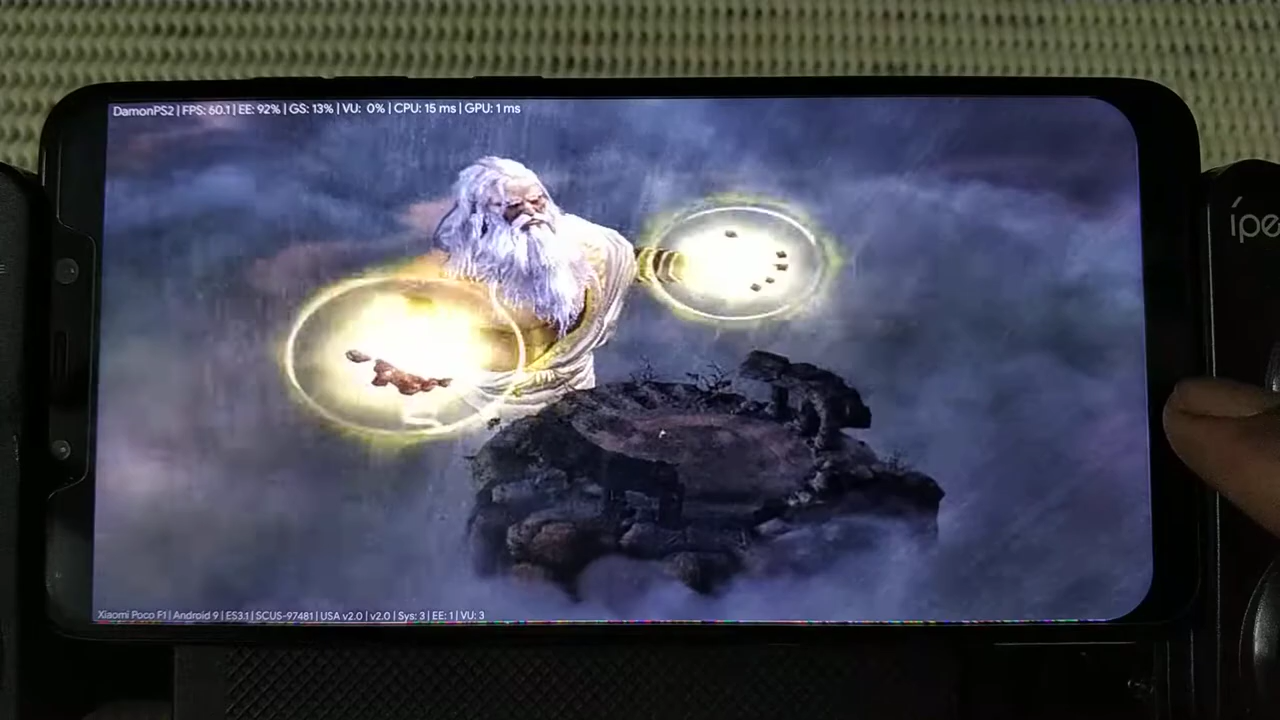 DamonPS2 | FPS: 60.1 | EE: 92% | GS: 13% | VU: 0% | CPU: 15 ms | GPU: 1 ms
ípe
Xiaomi Poco F1 | Android 9 | ES3.1 | SCUS-97481 | USA v2.0 | v2.0 | Sys: 3 | EE: 1 | VU: 3